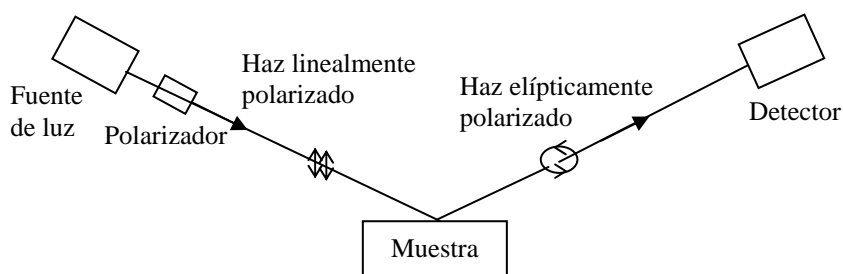 Fuente
de luz
Polarizador
Haz linealmente
polarizado
Haz elípticamente
polarizado
Detector
Muestra